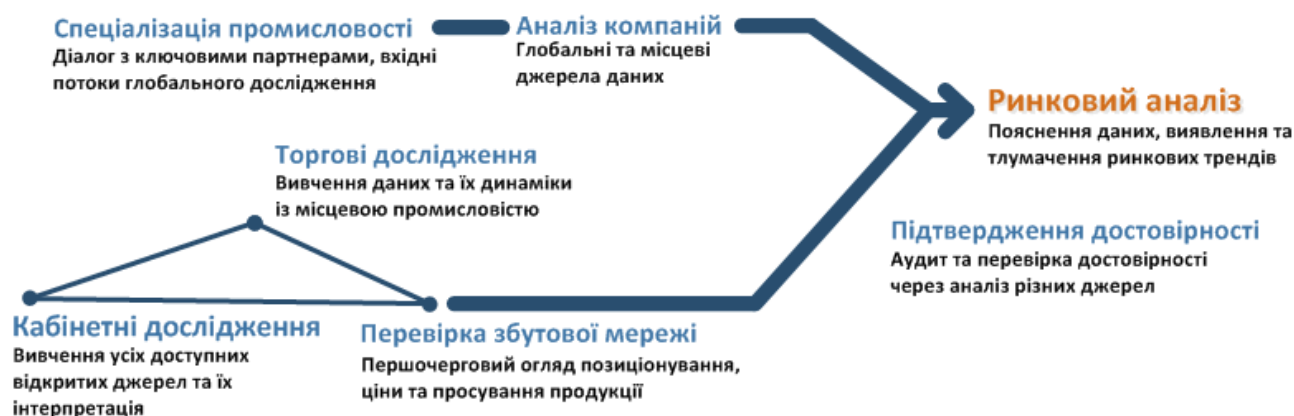 Спеціалізація промисловості
Діалог з ключовими партнерами, вхідні
потоки глобального дослідження
Аналіз компаній
Глобальні та місцеві
джерела даних
Ринковий аналіз
Пояснення даних, виявлення та
тлумачення ринкових трендів
Торгові дослідження
Вивчення даних та їх динаміки
із місцевою промисловістю
Підтвердження достовірності
Аудит та перевірка достовірності
через аналіз різних джерел
Кабінетні дослідження
Вивчення усіх доступних
відкритих джерел та їх
інтерпретація
Перевірка збутової мережі
Першочерговий огляд позиціонування,
ціни та просування продукції